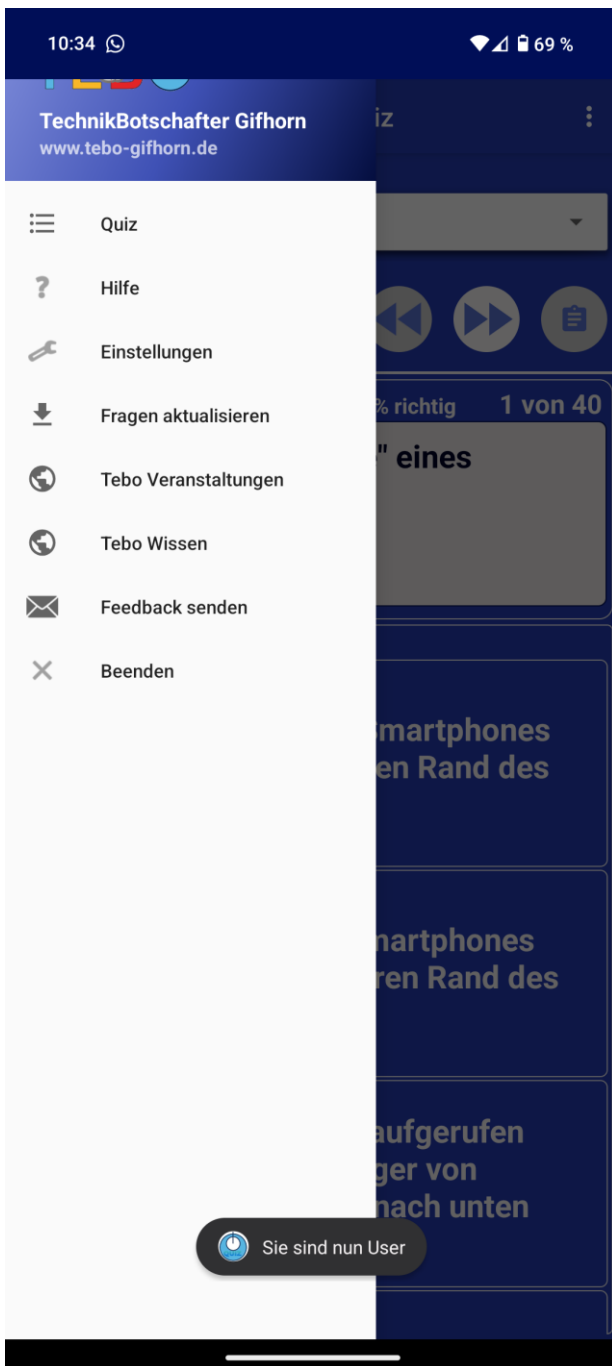 10:34
69 %
TechnikBotschafter Gifhorn
www.tebo-gifhorn.de
iz
Quiz
Hilfe
Einstellungen
Fragen aktualisieren
Tebo Veranstaltungen
Tebo Wissen
Feedback senden
Beenden
% richtig 1 von 40
" eines
martphones
en Rand des
martphones
ren Rand des
aufgerufen
ger von
nach unten
Sie sind nun User